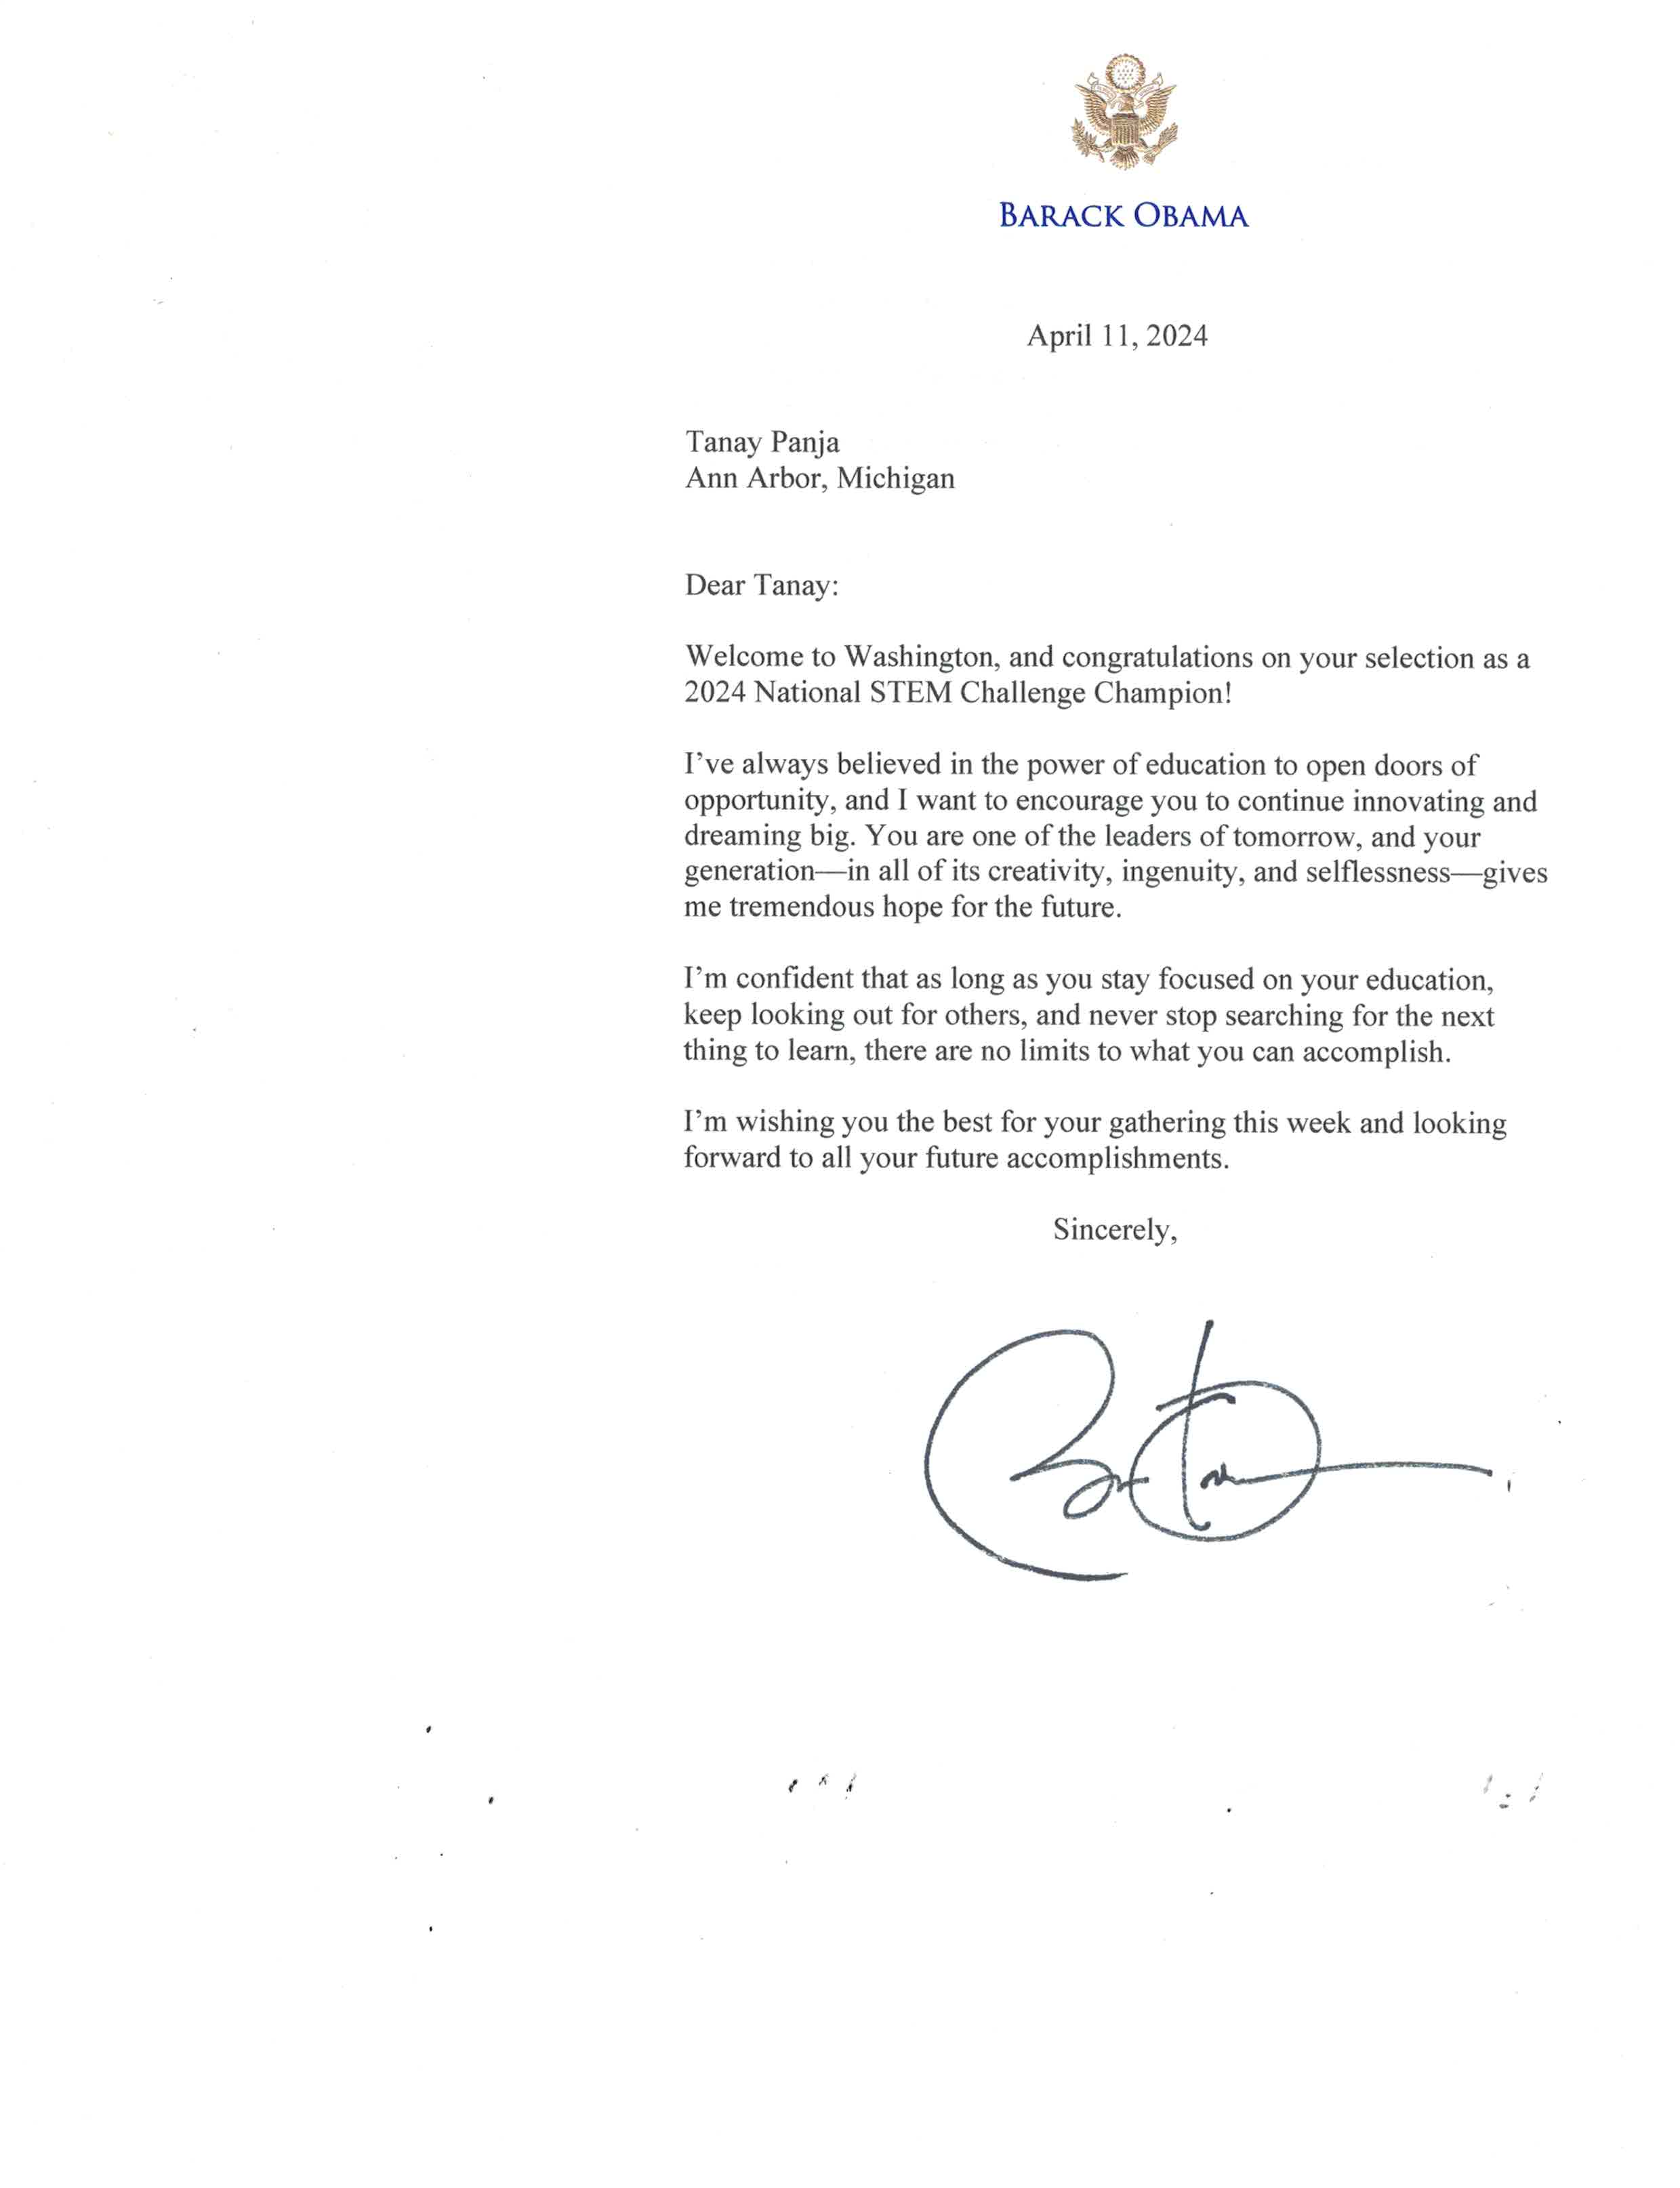 BARACK OBAMA
April 11, 2024
Tanay Panja
Ann Arbor, Michigan
Dear Tanay:
Welcome to Washington, and congratulations on your selection as a
2024 National STEM Challenge Champion!
I’ve always believed in the power of education to open doors of
opportunity, and I want to encourage you to continue innovating and
dreaming big. You are one of the leaders of tomorrow, and your
generation—in all of its creativity, ingenuity, and selflessness—gives
me tremendous hope for the future.
I’m confident that as long as you stay focused on your education,
keep looking out for others, and never stop searching for the next
thing to learn, there are no limits to what you can accomplish.
I’m wishing you the best for your gathering this week and looking
forward to all your future accomplishments.
Sincerely,